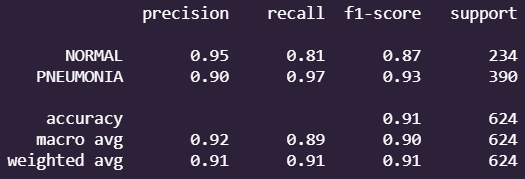 precision recall f1-score support
NORMAL 0.95 0.81 0.87 234
PNEUMONIA 0.90 0.97 0.93 390
accuracy 0.91 624
macro avg 0.92 0.89 0.90 624
weighted avg 0.91 0.91 0.91 624